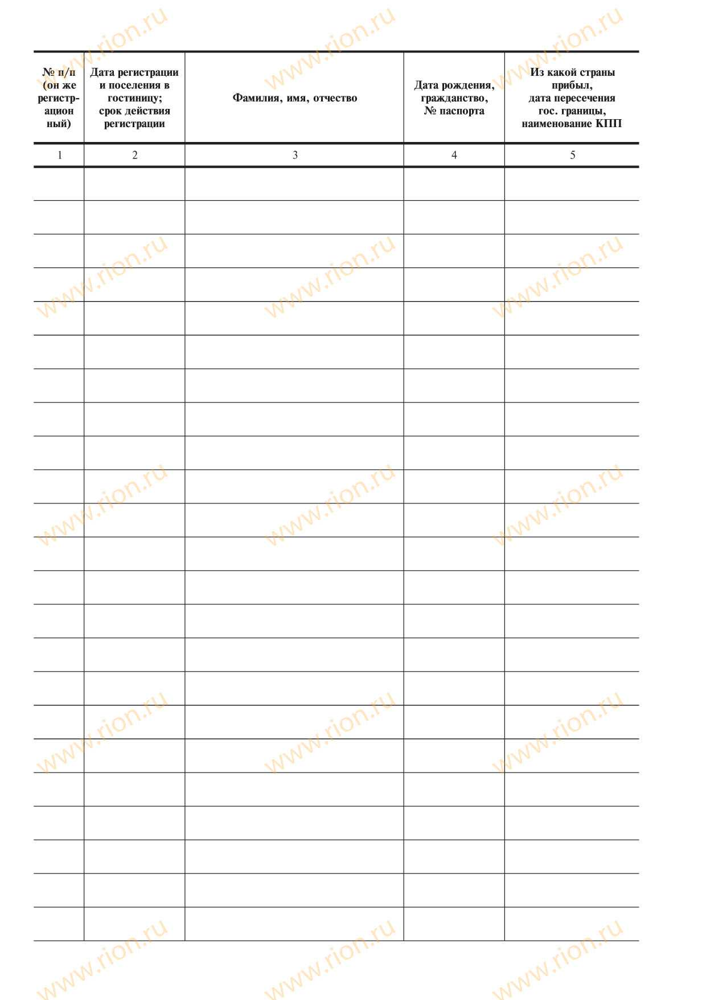 www.rion.ru www.rion.ru www.rion.ru
№ п/п
(он же
регистр-
ацион
ный)
Дата регистрации
и поселения в
гостиницу;
срок действия
регистрации
Фамилия, имя, отчество
Дата рождения,
гражданство,
№ паспорта
Из какой страны
прибыл,
дата пересечения
гос. границы,
наименование КПП
1 2 3 4 5
www.rion.ru www.rion.ru www.rion.ru
www.rion.ru www.rion.ru www.rion.ru
www.rion.ru www.rion.ru www.rion.ru
www.rion.ru www.rion.ru www.rion.ru